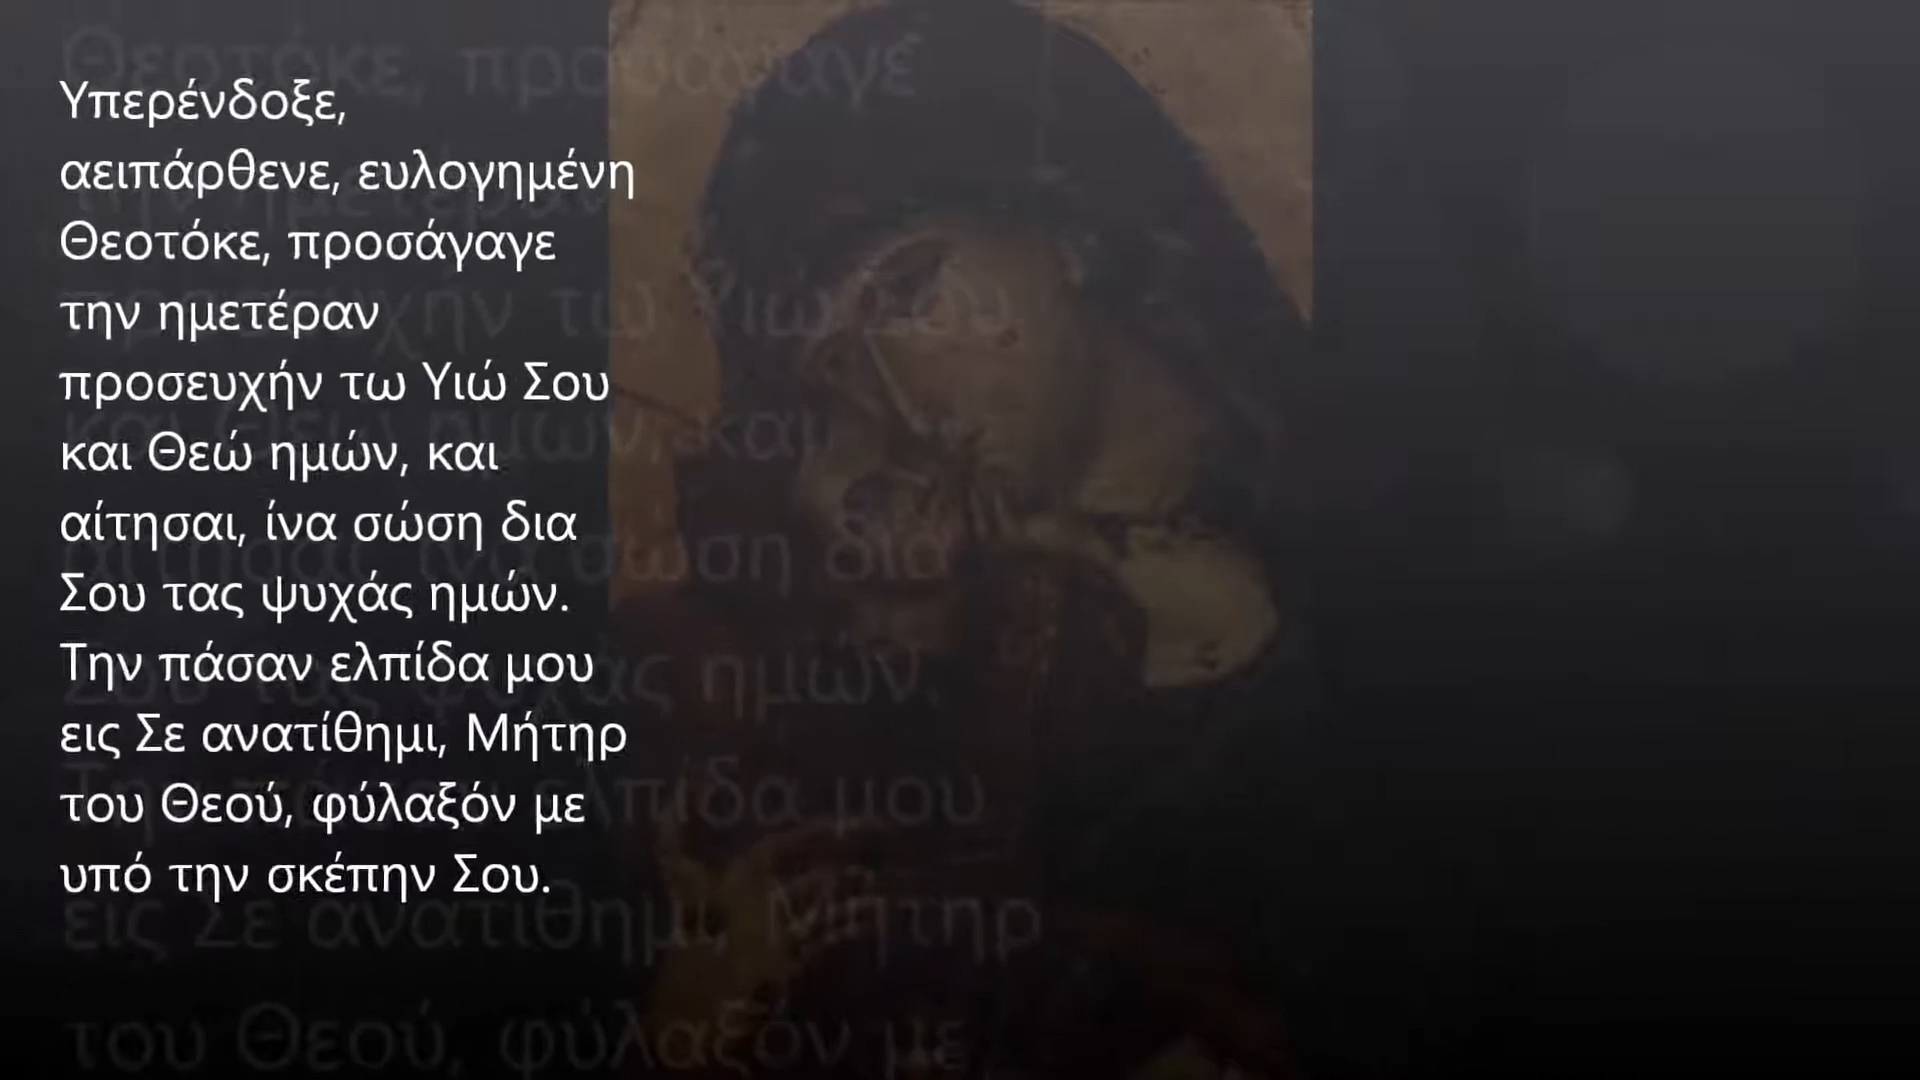 Υπερένδοξε,
αειπάρθενε, ευλογημένη
Θεοτόκε, προσάγαγε
την ημετέραν
προσευχήν τω Υιώ Σου
και Θεώ ημών, και
αίτησαι, ίνα σώση δια
Σου τας ψυχάς ημών.
Την πάσαν ελπίδα μου
εις Σε ανατίθημι, Μήτηρ
του Θεού, φύλαξόν με
υπό την σκέπην Σου.